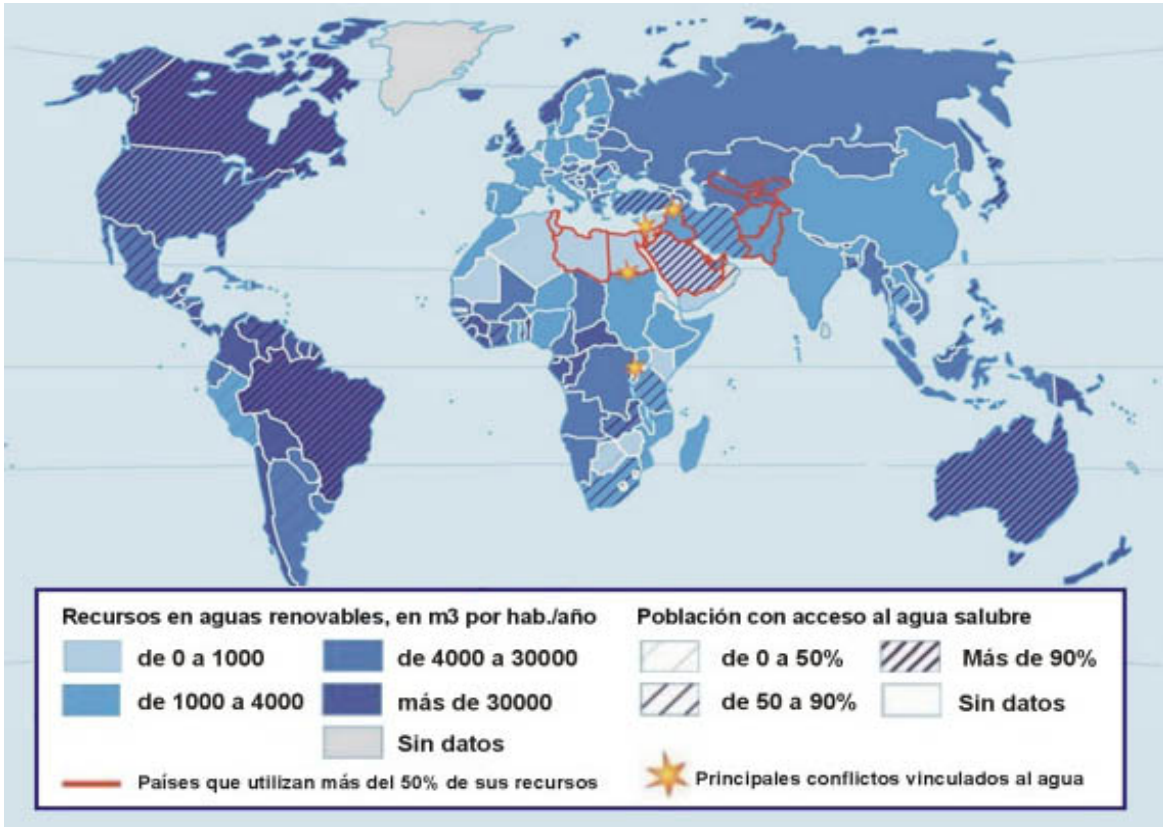 Recursos en aguas renovables, en m3 por hab./año
de 0 a 1000
de 4000 a 30000
de 1000 a 4000
más de 30000
Sin datos
Países que utilizan más del 50% de sus recursos
Población con acceso al agua salubre
de 0 a 50%
Más de 90%
de 50 a 90%
Sin datos
Principales conflictos vinculados al agua